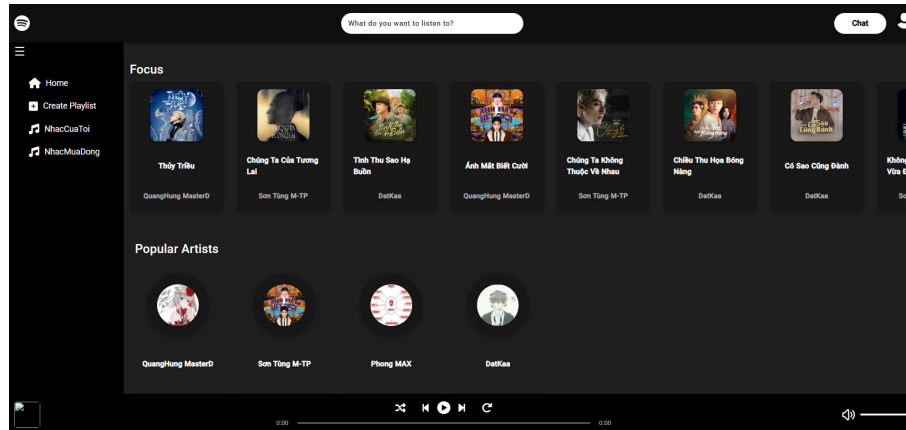 What do you want to listen to?
Chat
Home
Create Playlist
NhacCuaToi
NhacMuaDong
Focus
Thủy Triều
QuangHung MasterD
Chúng Ta Của Tương
Lai
Sơn Tùng M-TP
Tình Thu Sao Hạ
Buồn
DatKaa
Ánh Mắt Biết Cười
QuangHung MasterD
Chúng Ta Không
Thuộc Về Nhau
Sơn Tùng M-TP
Chiều Thu Họa Bóng
Nàng
DatKaa
Có Sao Cũng Đành
DatKaa
Không
Vừa
Popular Artists
QuangHung MasterD
Sơn Tùng M-TP
Phong MAX
DatKaa
0:00
0:00